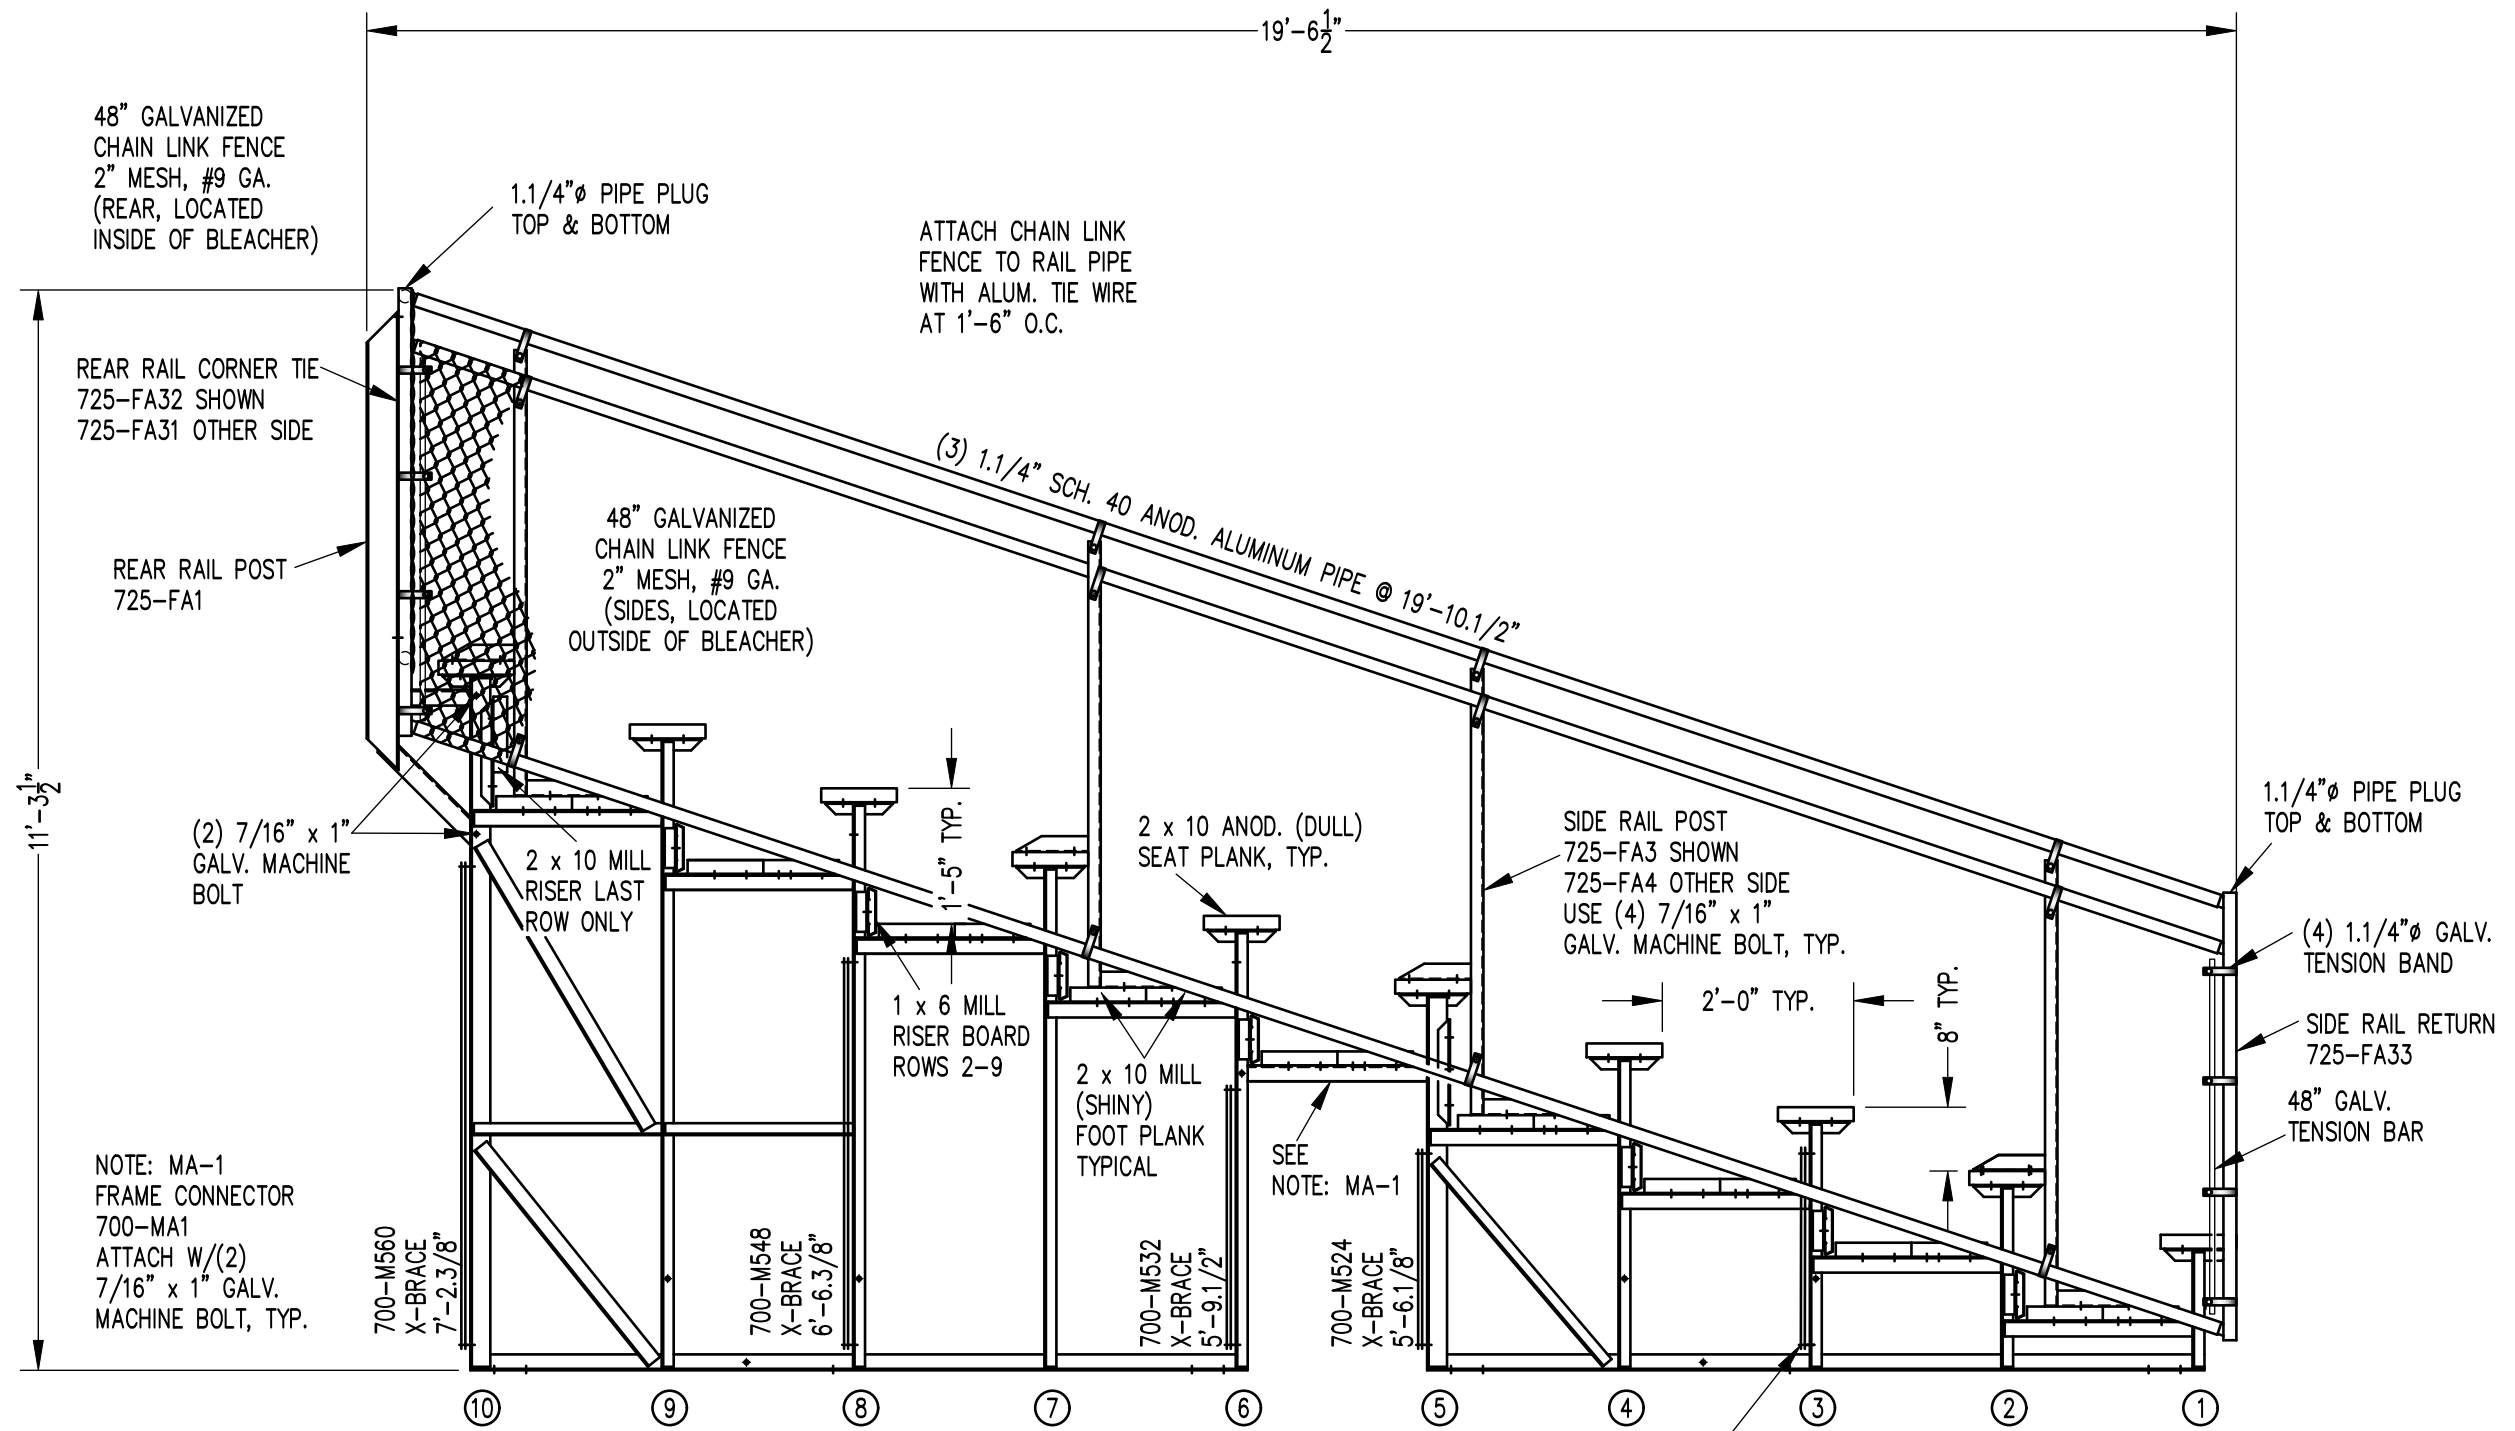 19'-6 1/2"
48" GALVANIZED
CHAIN LINK FENCE
2" MESH, #9 GA.
(REAR, LOCATED
INSIDE OF BLEACHER)
1.1/4"ø PIPE PLUG
TOP & BOTTOM
ATTACH CHAIN LINK
FENCE TO RAIL PIPE
WITH ALUM. TIE WIRE
AT 1'-6" O.C.
REAR RAIL CORNER TIE
725-FA32 SHOWN
725-FA31 OTHER SIDE
(3) 1.1/4" SCH. 40 ANOD. ALUMINUM PIPE @ 19'-10.1/2"
REAR RAIL POST
725-FA1
48" GALVANIZED
CHAIN LINK FENCE
2" MESH, #9 GA.
(SIDES, LOCATED
OUTSIDE OF BLEACHER)
11'-3 1/2"
(2) 7/16" x 1"
GALV. MACHINE
BOLT
2 x 10 MILL
RISER LAST
ROW ONLY
1'-5" TYP.
2 x 10 ANOD. (DULL)
SEAT PLANK, TYP.
SIDE RAIL POST
725-FA3 SHOWN
725-FA4 OTHER SIDE
USE (4) 7/16" x 1"
GALV. MACHINE BOLT, TYP.
1.1/4"ø PIPE PLUG
TOP & BOTTOM
(4) 1.1/4"ø GALV.
TENSION BAND
1 x 6 MILL
RISER BOARD
ROWS 2-9
2 x 10 MILL
(SHINY)
FOOT PLANK
TYPICAL
2'-0" TYP.
8" TYP.
SIDE RAIL RETURN
725-FA33
48" GALV.
TENSION BAR
SEE
NOTE: MA-1
NOTE: MA-1
FRAME CONNECTOR
700-MA1
ATTACH W/(2)
7/16" x 1" GALV.
MACHINE BOLT, TYP.
700-M560
X-BRACE
7'-2.3/8"
700-M548
X-BRACE
6'-6.3/8"
700-M532
X-BRACE
5'-9.1/2"
700-M524
X-BRACE
5'-6.1/8"
10 9 8 7 6 5 4 3 2 1